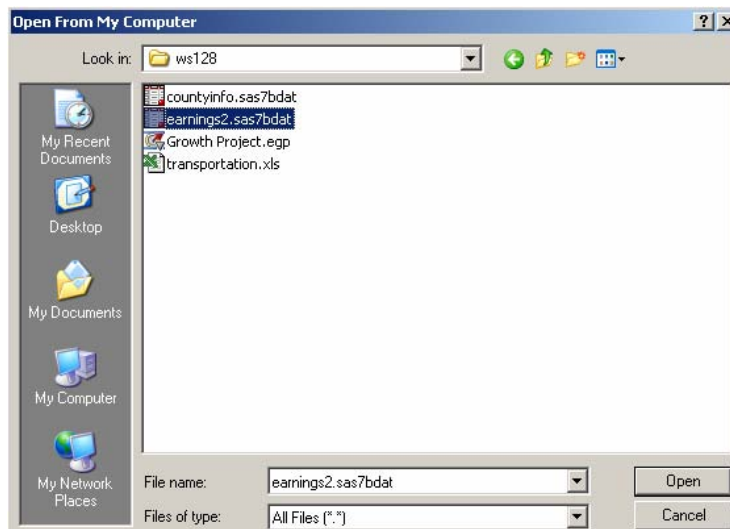 Open From My Computer
Look in:
ws128
My Recent
Documents
Desktop
My Documents
My Computer
My Network
Places
countyinfo.sas7bdat
earnings2.sas7bdat
Growth Project.egp
transportation.xls
File name:
earnings2.sas7bdat
Open
Files of type:
All Files (*.*)
Cancel